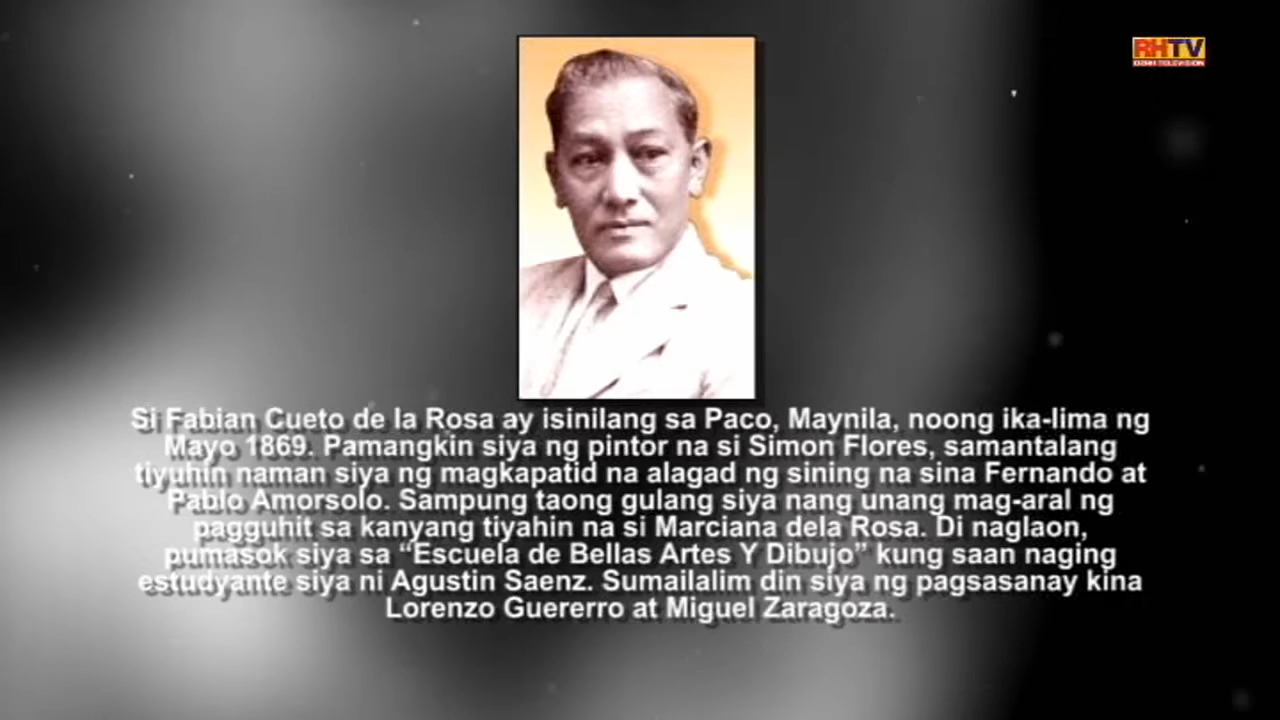 RHTV
DZRH TELEVISION
Si Fabian Cueto de la Rosa ay isinilang sa Paco, Maynila, noong ika-lima ng
Mayo 1869. Pamangkin siya ng pintor na si Simon Flores, samantalang
tiyuhin naman siya ng magkapatid na alagad ng sining na sina Fernando at
Pablo Amorsolo. Sampung taong gulang siya nang unang mag-aral ng
pagguhit sa kanyang tiyahin na si Marciana dela Rosa. Di naglaon,
pumasok siya sa “Escuela de Bellas Artes Y Dibujo” kung saan naging
estudyante siya ni Agustin Saenz. Sumailalim din siya ng pagsasanay kina
Lorenzo Guererro at Miguel Zaragoza.